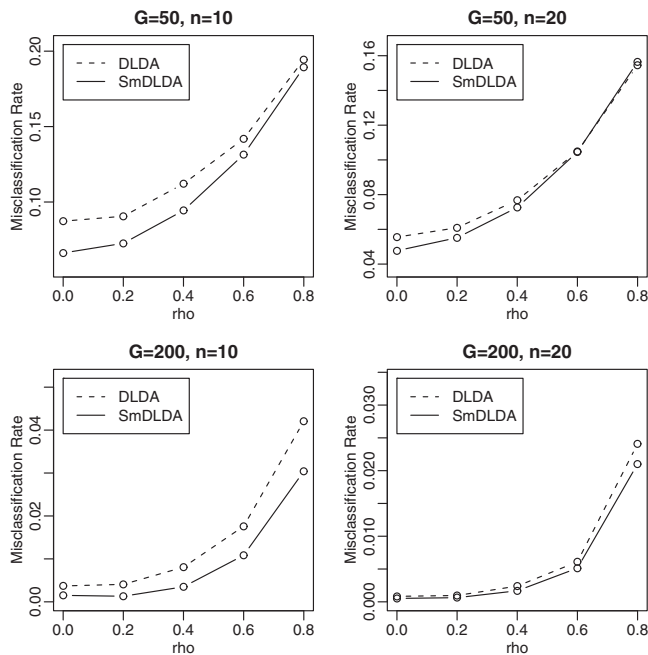 G=50, n=10
Misclassification Rate
0.20
0.15
0.10
DLDA
SmDLDA
0.0 0.2 0.4 0.6 0.8
rho
G=50, n=20
Misclassification Rate
0.16
0.12
0.08
0.04
DLDA
SmDLDA
0.0 0.2 0.4 0.6 0.8
rho
G=200, n=10
Misclassification Rate
0.04
0.02
0.00
DLDA
SmDLDA
0.0 0.2 0.4 0.6 0.8
rho
G=200, n=20
Misclassification Rate
0.030
0.020
0.010
0.000
DLDA
SmDLDA
0.0 0.2 0.4 0.6 0.8
rho